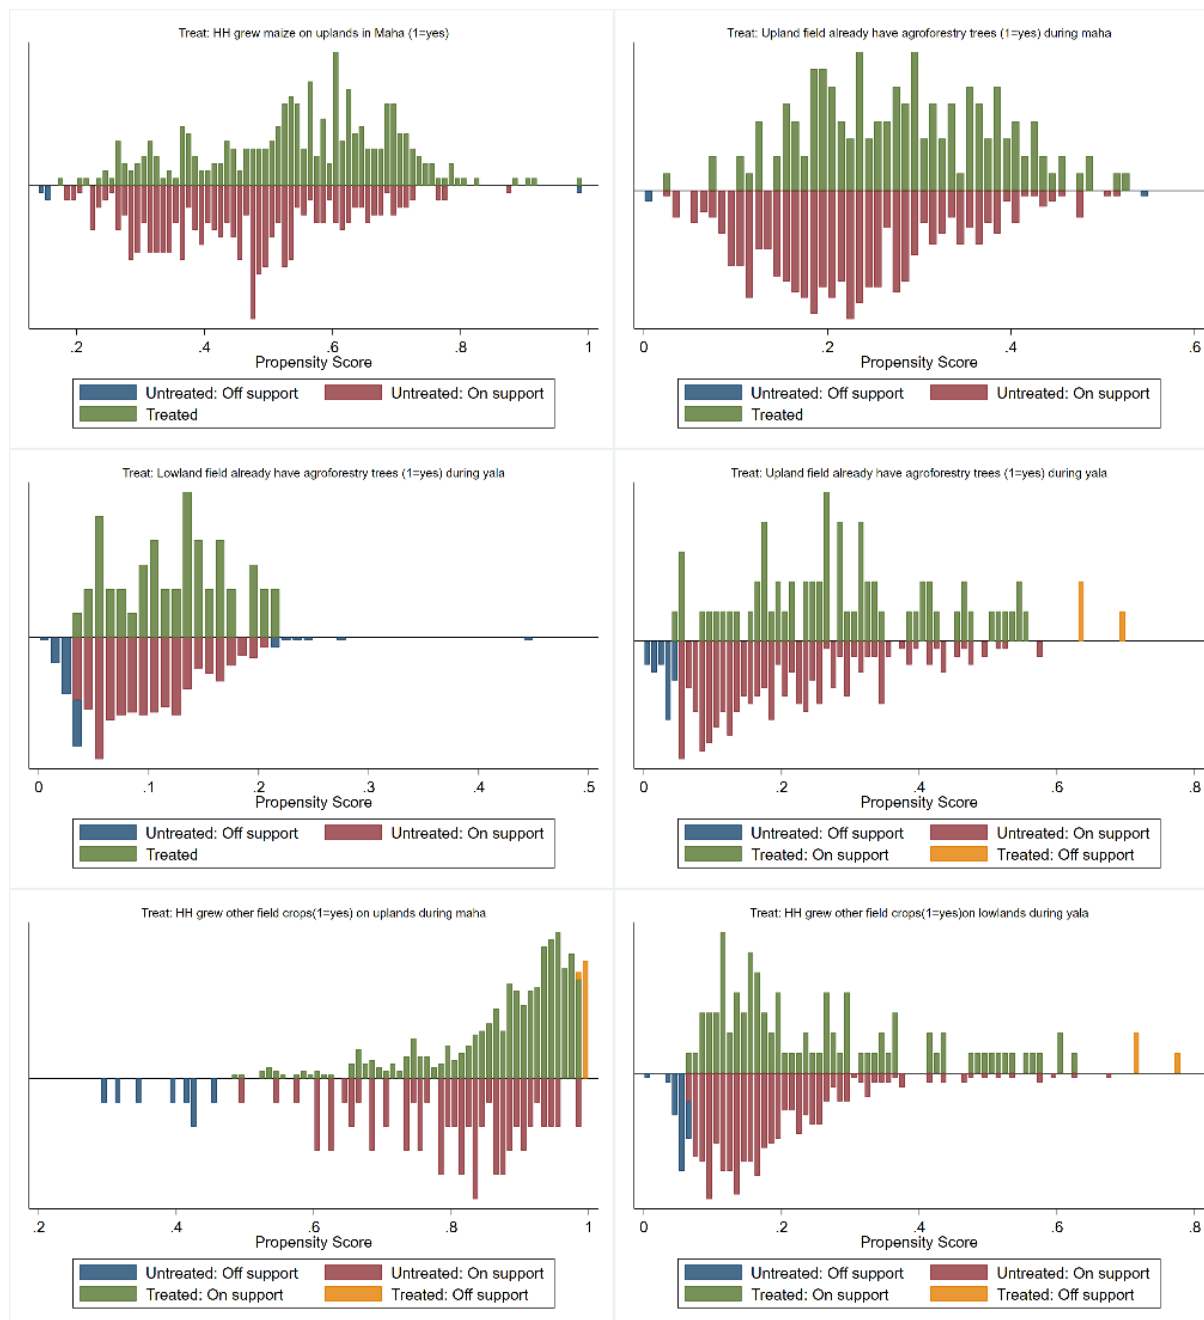 Treat: HH grew maize on uplands in Maha (1=yes)
.2 .4 .6 .8 1
Propensity Score
Untreated: Off support Untreated: On support
Treated
Treat: Upland field already have agroforestry trees (1=yes) during maha
0 .2 .4 .6
Propensity Score
Untreated: Off support Untreated: On support
Treated
Treat: Lowland field already have agroforestry trees (1=yes) during yala
0 .1 .2 .3 .4 .5
Propensity Score
Untreated: Off support Untreated: On support
Treated
Treat: Upland field already have agroforestry trees (1=yes) during yala
0 .2 .4 .6 .8
Propensity Score
Untreated: Off support Untreated: On support
Treated: On support Treated: Off support
Treat: HH grew other field crops(1=yes) on uplands during maha
.2 .4 .6 .8 1
Propensity Score
Untreated: Off support Untreated: On support
Treated: On support Treated: Off support
Treat: HH grew other field crops(1=yes)on lowlands during yala
0 .2 .4 .6 .8
Propensity Score
Untreated: Off support Untreated: On support
Treated: On support Treated: Off support